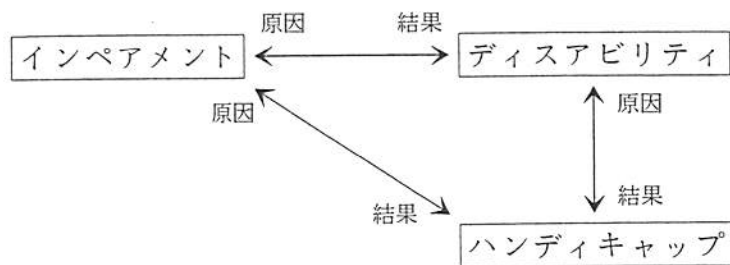 原因 結果
インペアメント ディスアビリティ
原因 原因
結果 結果
ハンディキャップ